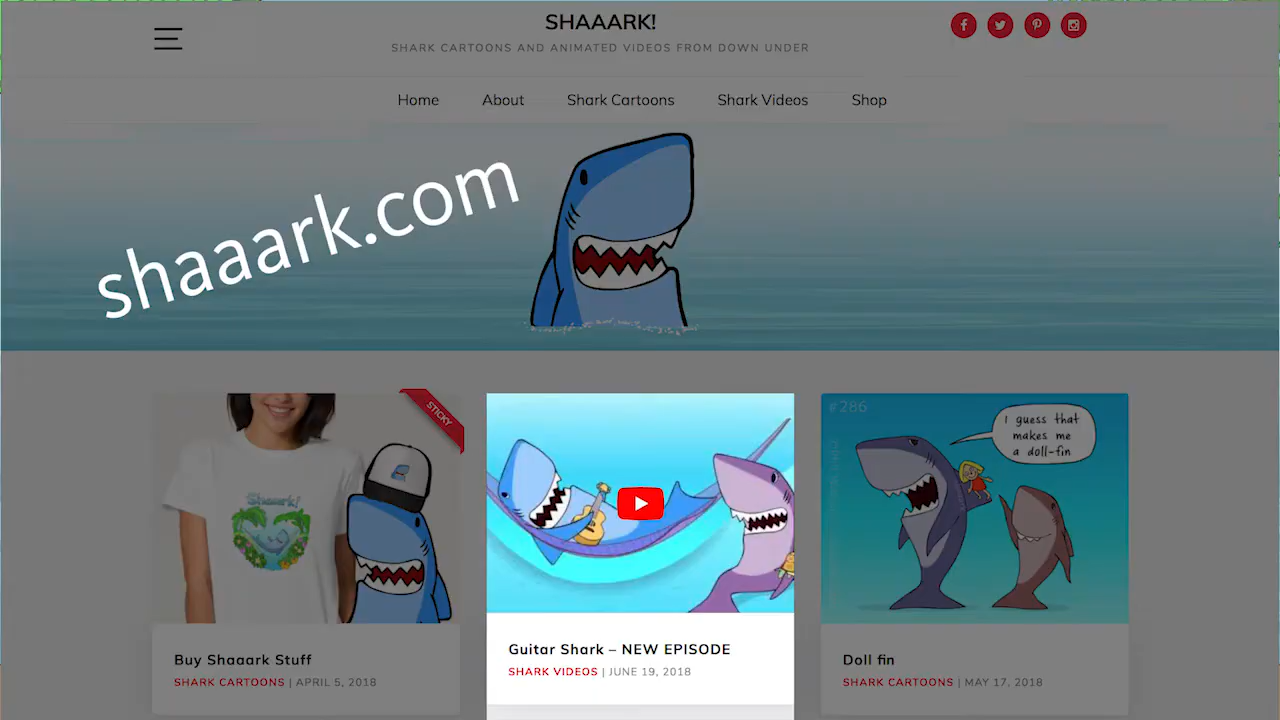 SHAAARK!
SHARK CARTOONS AND ANIMATED VIDEOS FROM DOWN UNDER
Home
About
Shark Cartoons
Shark Videos
Shop
shaaark.com
STICKY
Shaaark!
Buy Shaaark Stuff
SHARK CARTOONS | APRIL 5, 2018
Guitar Shark – NEW EPISODE
SHARK VIDEOS | JUNE 19, 2018
#286
I guess that
makes me
a doll-fin
Doll fin
SHARK CARTOONS | MAY 17, 2018